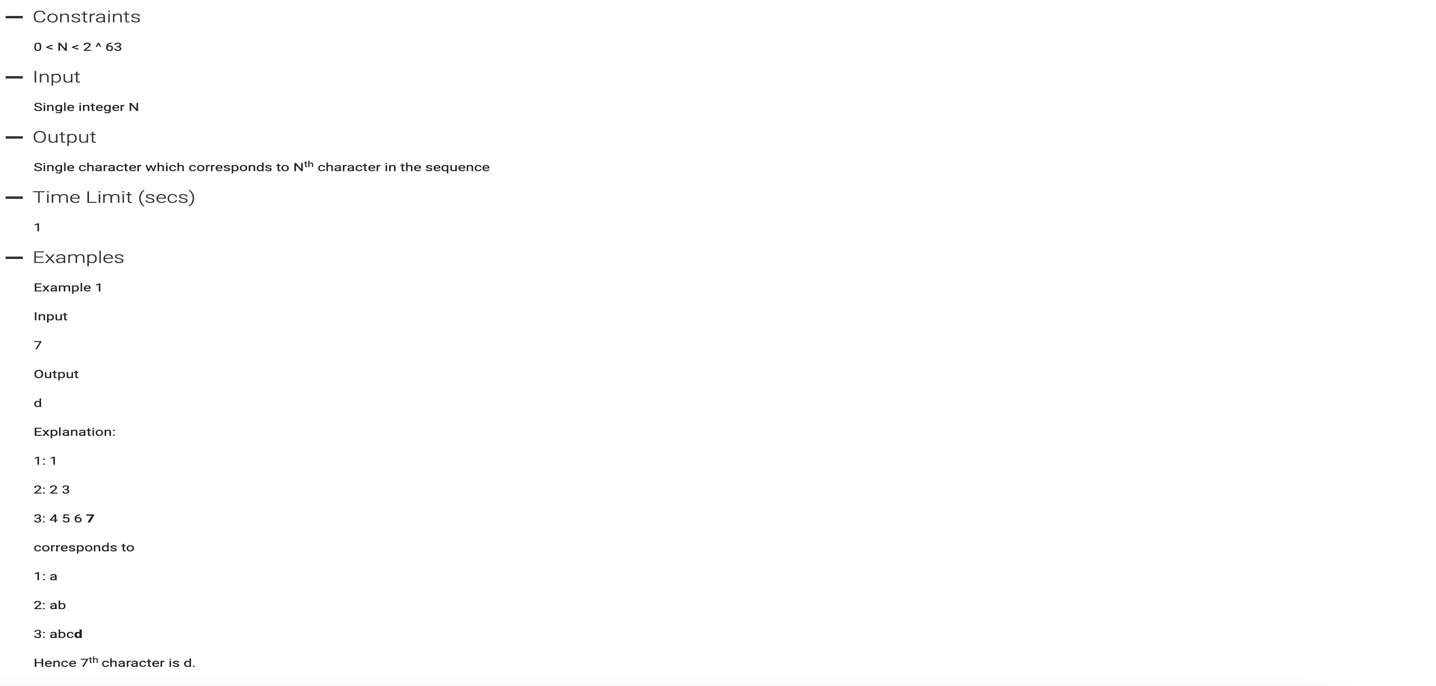 Constraints
0 < N < 2 ^ 63
Input
Single integer N
Output
Single character which corresponds to Nth character in the sequence
Time Limit (secs)
1
Examples
Example 1
Input
7
Output
d
Explanation:
1: 1
2: 2 3
3: 4 5 6 7
corresponds to
1: a
2: ab
3: abcd
Hence 7th character is d.